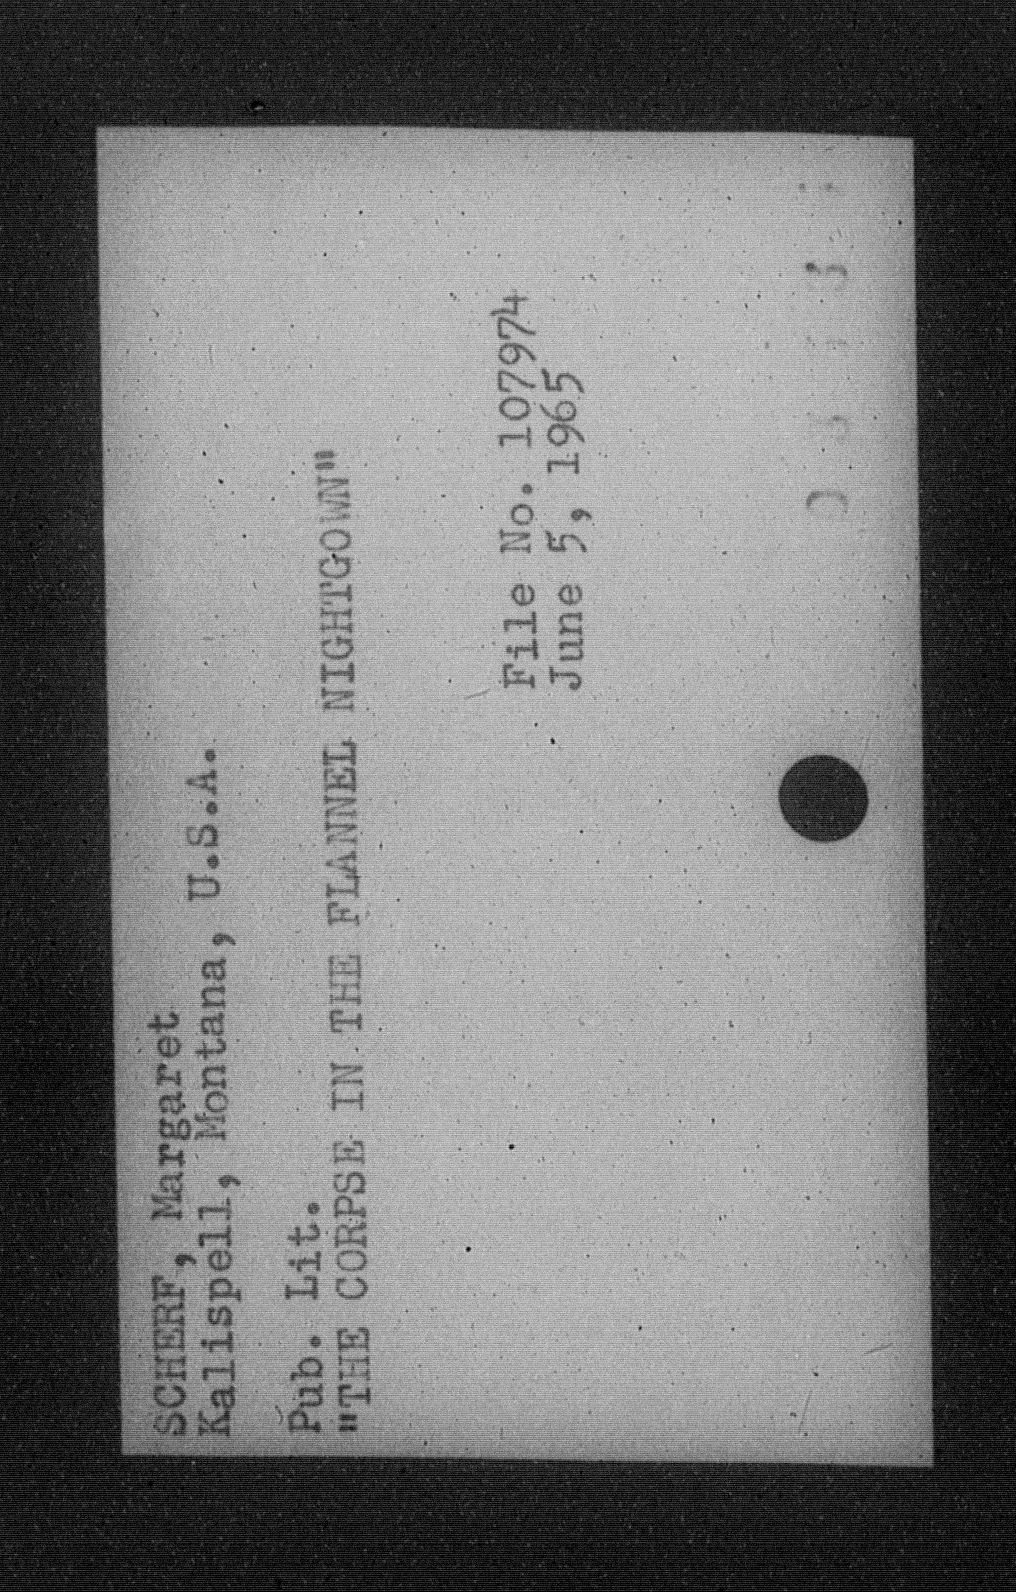 SCHERF, Margaret
Kalispell, Montana, U.S.A.
Pub. Lit.
"THE CORPSE IN THE FLANNEL NIGHTGOWN"
File No. 107974
June 5, 1965